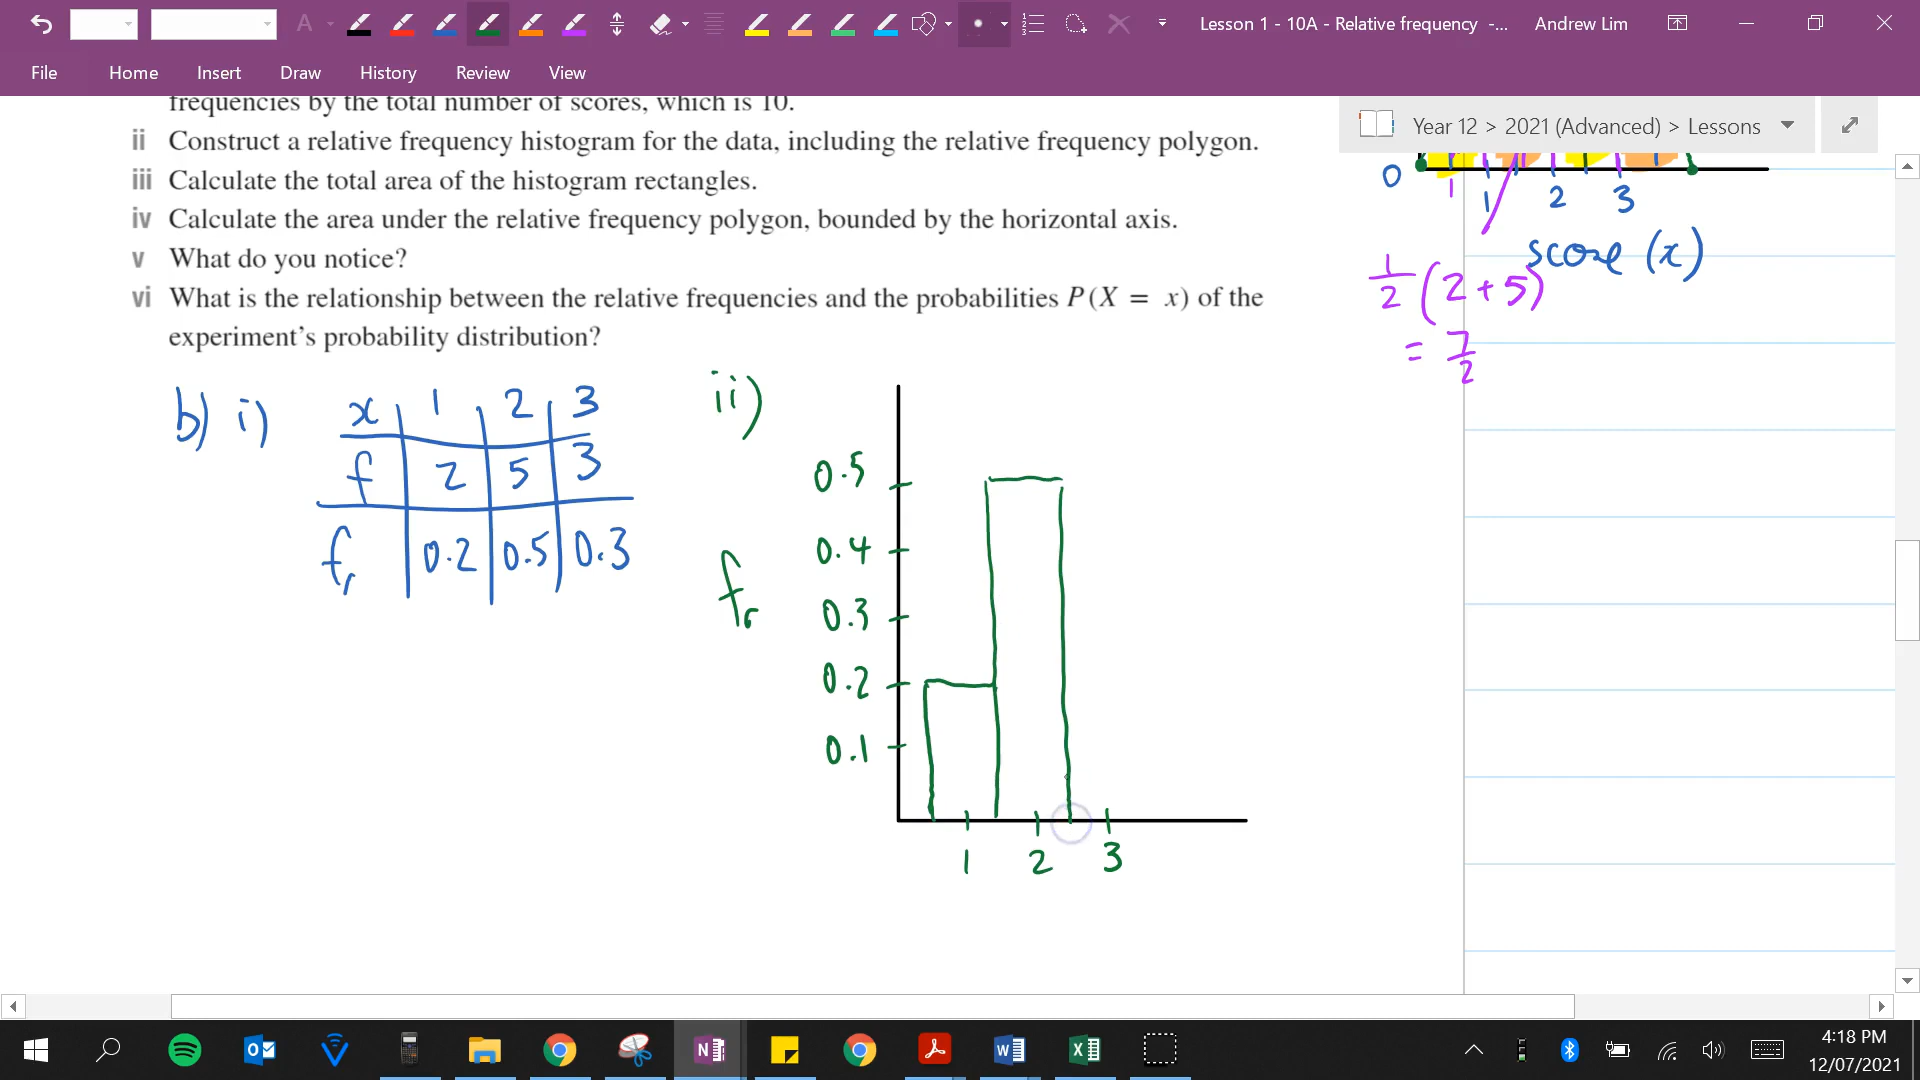 Lesson 1 - 10A - Relative frequency -...
Andrew Lim
File Home Insert Draw History Review View
Year 12 > 2021 (Advanced) > Lessons
frequencies by the total number of scores, which is 10.
ii Construct a relative frequency histogram for the data, including the relative frequency polygon.
iii Calculate the total area of the histogram rectangles.
iv Calculate the area under the relative frequency polygon, bounded by the horizontal axis.
v What do you notice?
vi What is the relationship between the relative frequencies and the probabilities P(X = x) of the
experiment's probability distribution?
0 1 1 2 3
score (x)
1/2 (2+5)
= 7/2
b) i)
x 1 2 3
f 2 5 3
fr 0.2 0.5 0.3
ii)
0.5
0.4
fr
0.3
0.2
0.1
1 2 3
4:18 PM
12/07/2021